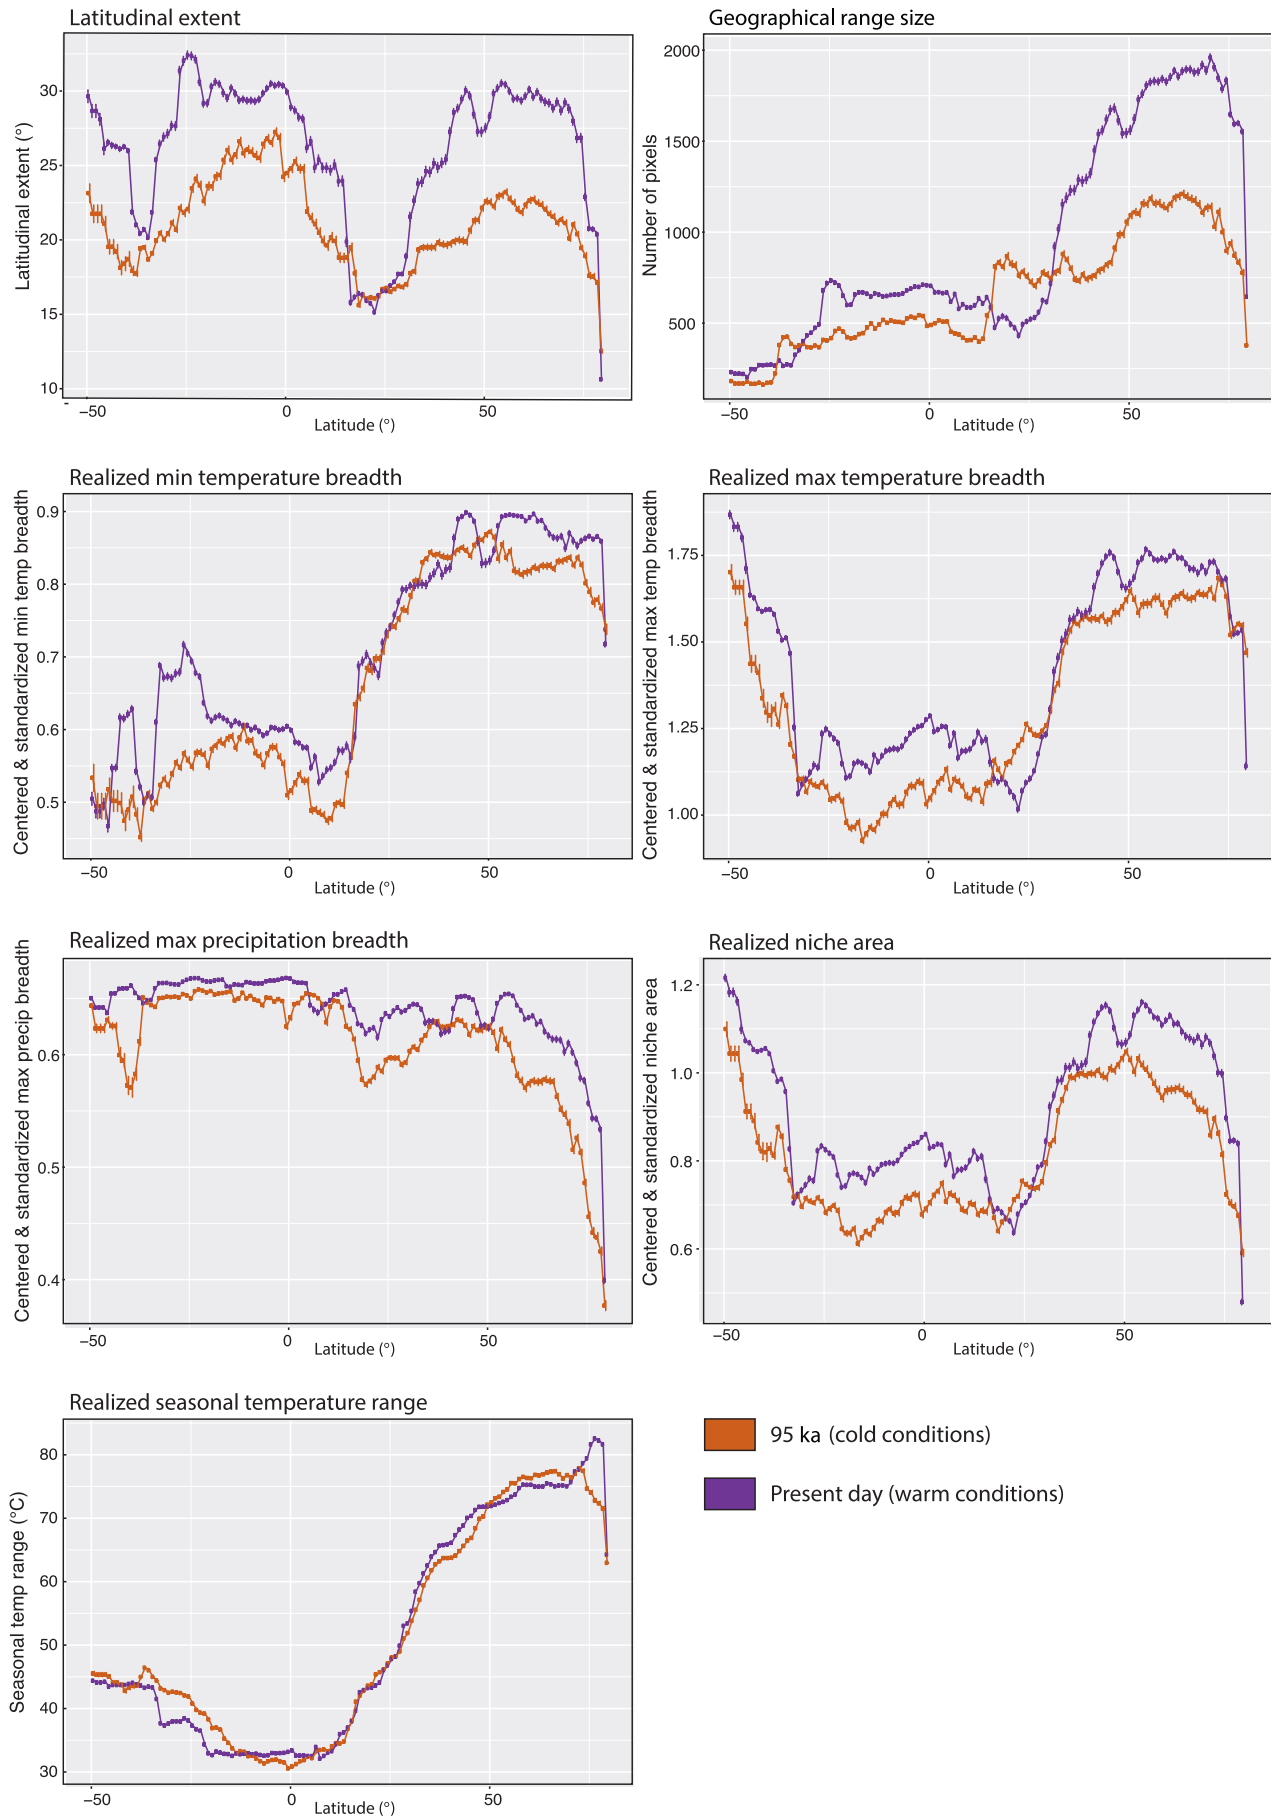 Latitudinal extent
Latitudinal extent (°)
30
25
20
15
10
−50
0
50
Latitude (°)
Geographical range size
Number of pixels
2000
1500
1000
500
−50
0
50
Latitude (°)
Realized min temperature breadth
Centered & standardized min temp breadth
0.9
0.8
0.7
0.6
0.5
−50
0
50
Latitude (°)
Realized max temperature breadth
Centered & standardized max temp breadth
1.75
1.50
1.25
1.00
−50
0
50
Latitude (°)
Realized max precipitation breadth
Centered & standardized max precip breadth
0.6
0.5
0.4
−50
0
50
Latitude (°)
Realized niche area
Centered & standardized niche area
1.2
1.0
0.8
0.6
−50
0
50
Latitude (°)
Realized seasonal temperature range
Seasonal temp range (°C)
80
70
60
50
40
30
−50
0
50
Latitude (°)
95 ka (cold conditions)
Present day (warm conditions)